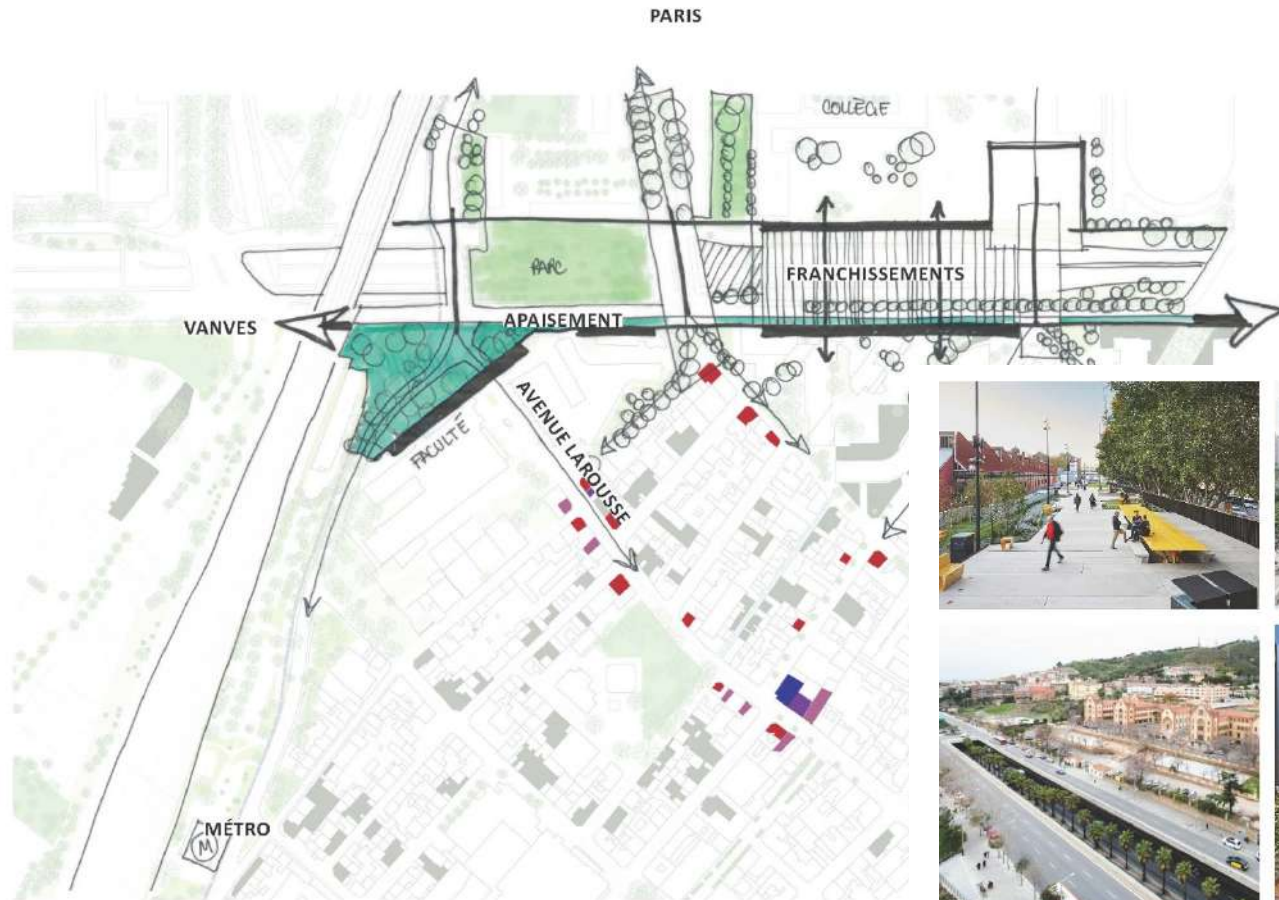 PARIS
COLLÈGE
PARC
FRANCHISSEMENTS
VANVES
APAISEMENT
FACULTÉ
AVENUE LAROUSSE
MÉTRO
M